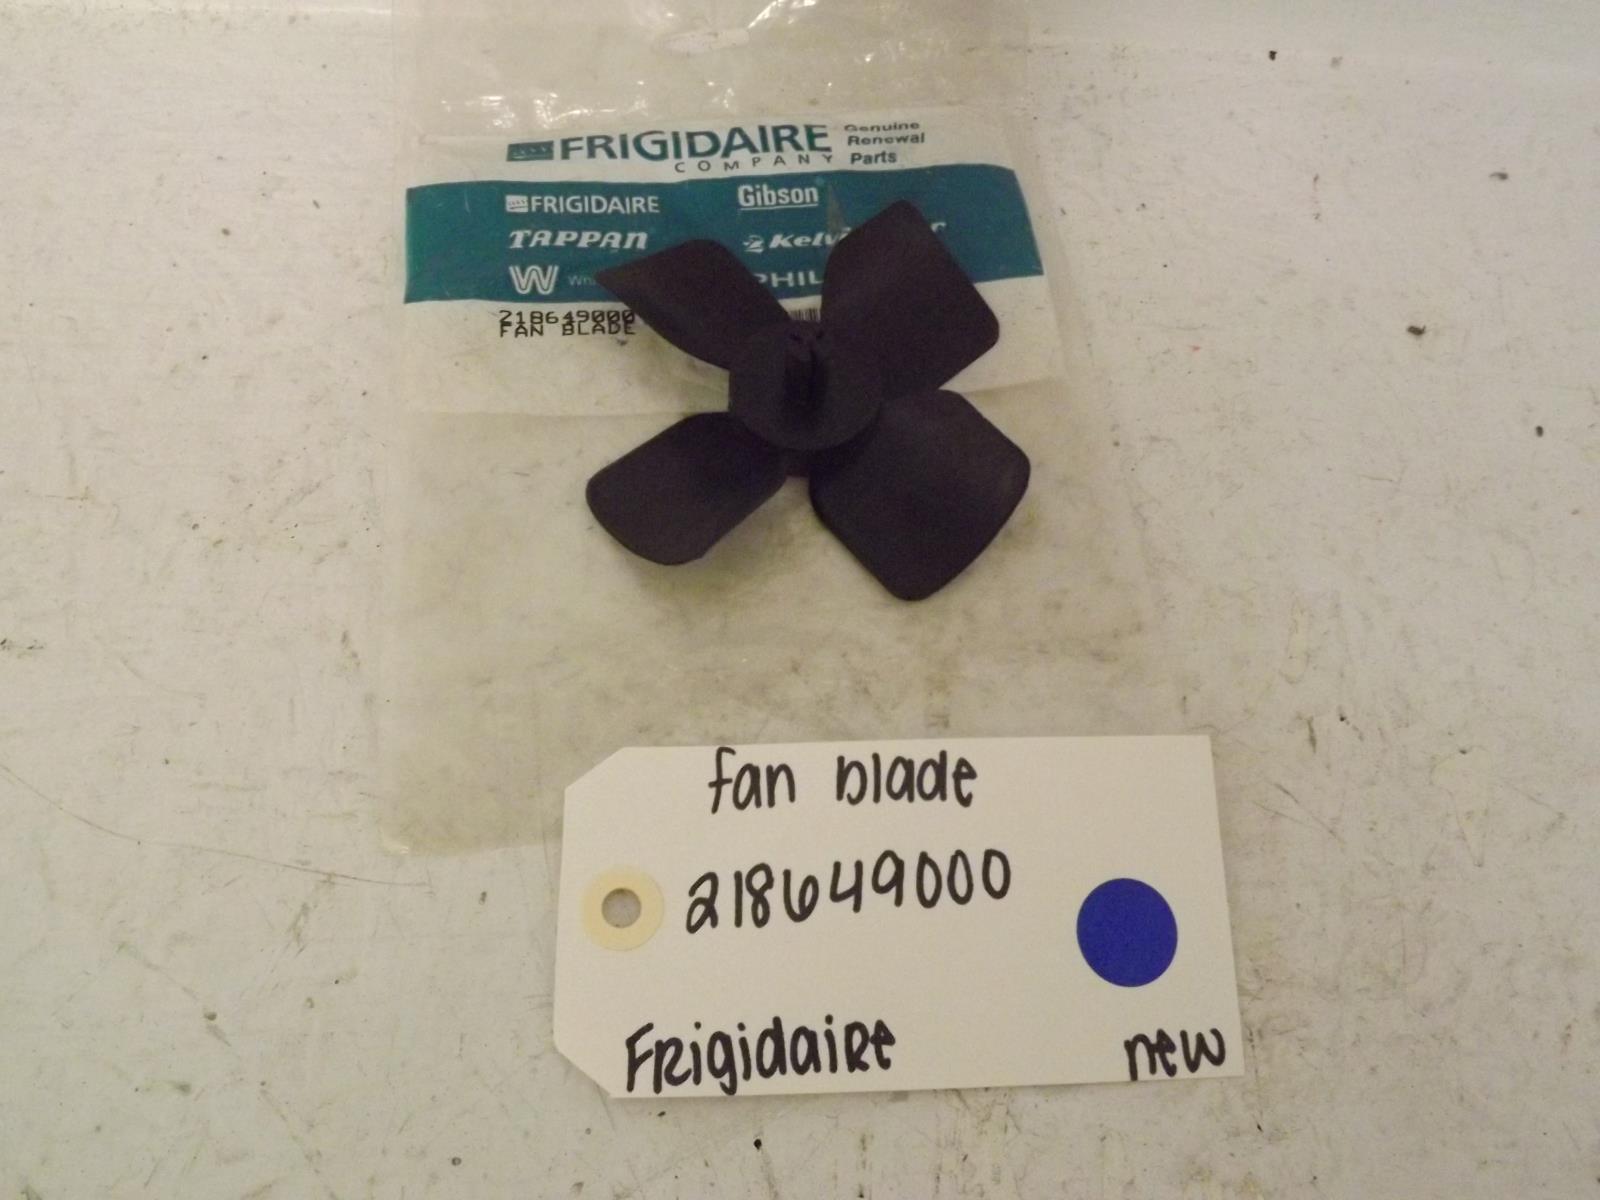 FRIGIDAIRE
COMPANY
Genuine
Renewal
Parts
FRIGIDAIRE Gibson
TAPPAN
W
218649000
FAN BLADE
fan blade
218649000
Frigidaire new